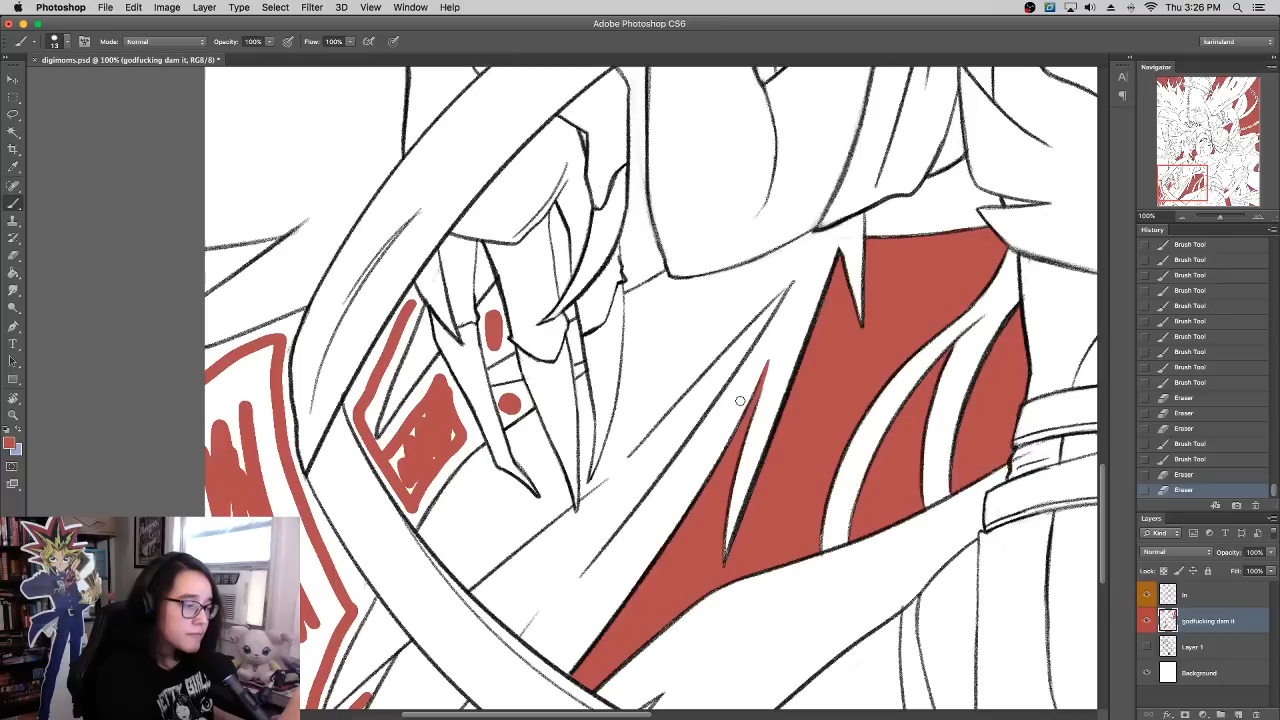 Photoshop File Edit Image Layer Type Select Filter 3D View Window Help Thu 3:26 PM
Adobe Photoshop CS6
13 Mode: Normal Opacity: 100% Flow: 100% karinsland
digimoms.psd @ 100% (godfucking dam it, RGB/8) *
Navigator
100%
History
Brush Tool
Brush Tool
Brush Tool
Brush Tool
Brush Tool
Brush Tool
Brush Tool
Brush Tool
Brush Tool
Brush Tool
Eraser
Eraser
Eraser
Brush Tool
Brush Tool
Eraser
Eraser
Layers
Kind
Normal Opacity: 100%
Lock: Fill: 100%
godfucking dam it
Layer 1
Background